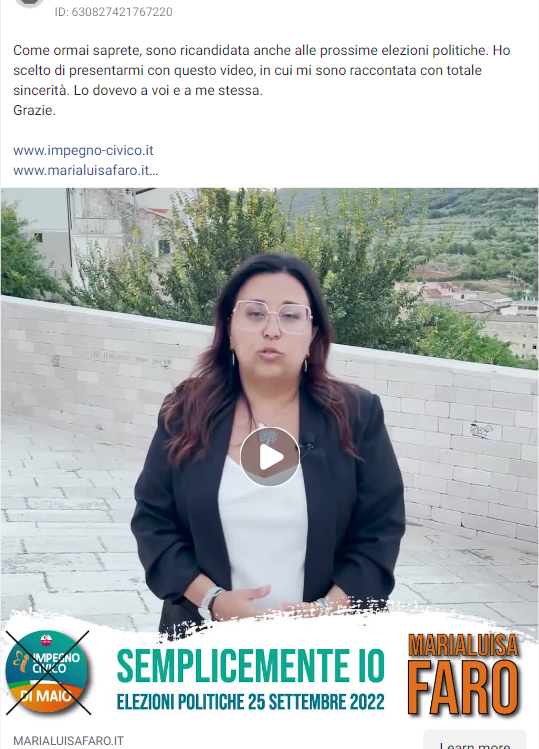 ID: 630827421767220
Come ormai saprete, sono ricandidata anche alle prossime elezioni politiche. Ho
scelto di presentarmi con questo video, in cui mi sono raccontata con totale
sincerità. Lo dovevo a voi e a me stessa.
Grazie.
www.impegno-civico.it
www.marialuisafaro.it...
IMPEGNO
CIVICO
DI MAIO
SEMPLICEMENTE IO
ELEZIONI POLITICHE 25 SETTEMBRE 2022
MARIALUISA
FARO
MARIALUISAFARO.IT
Learn more